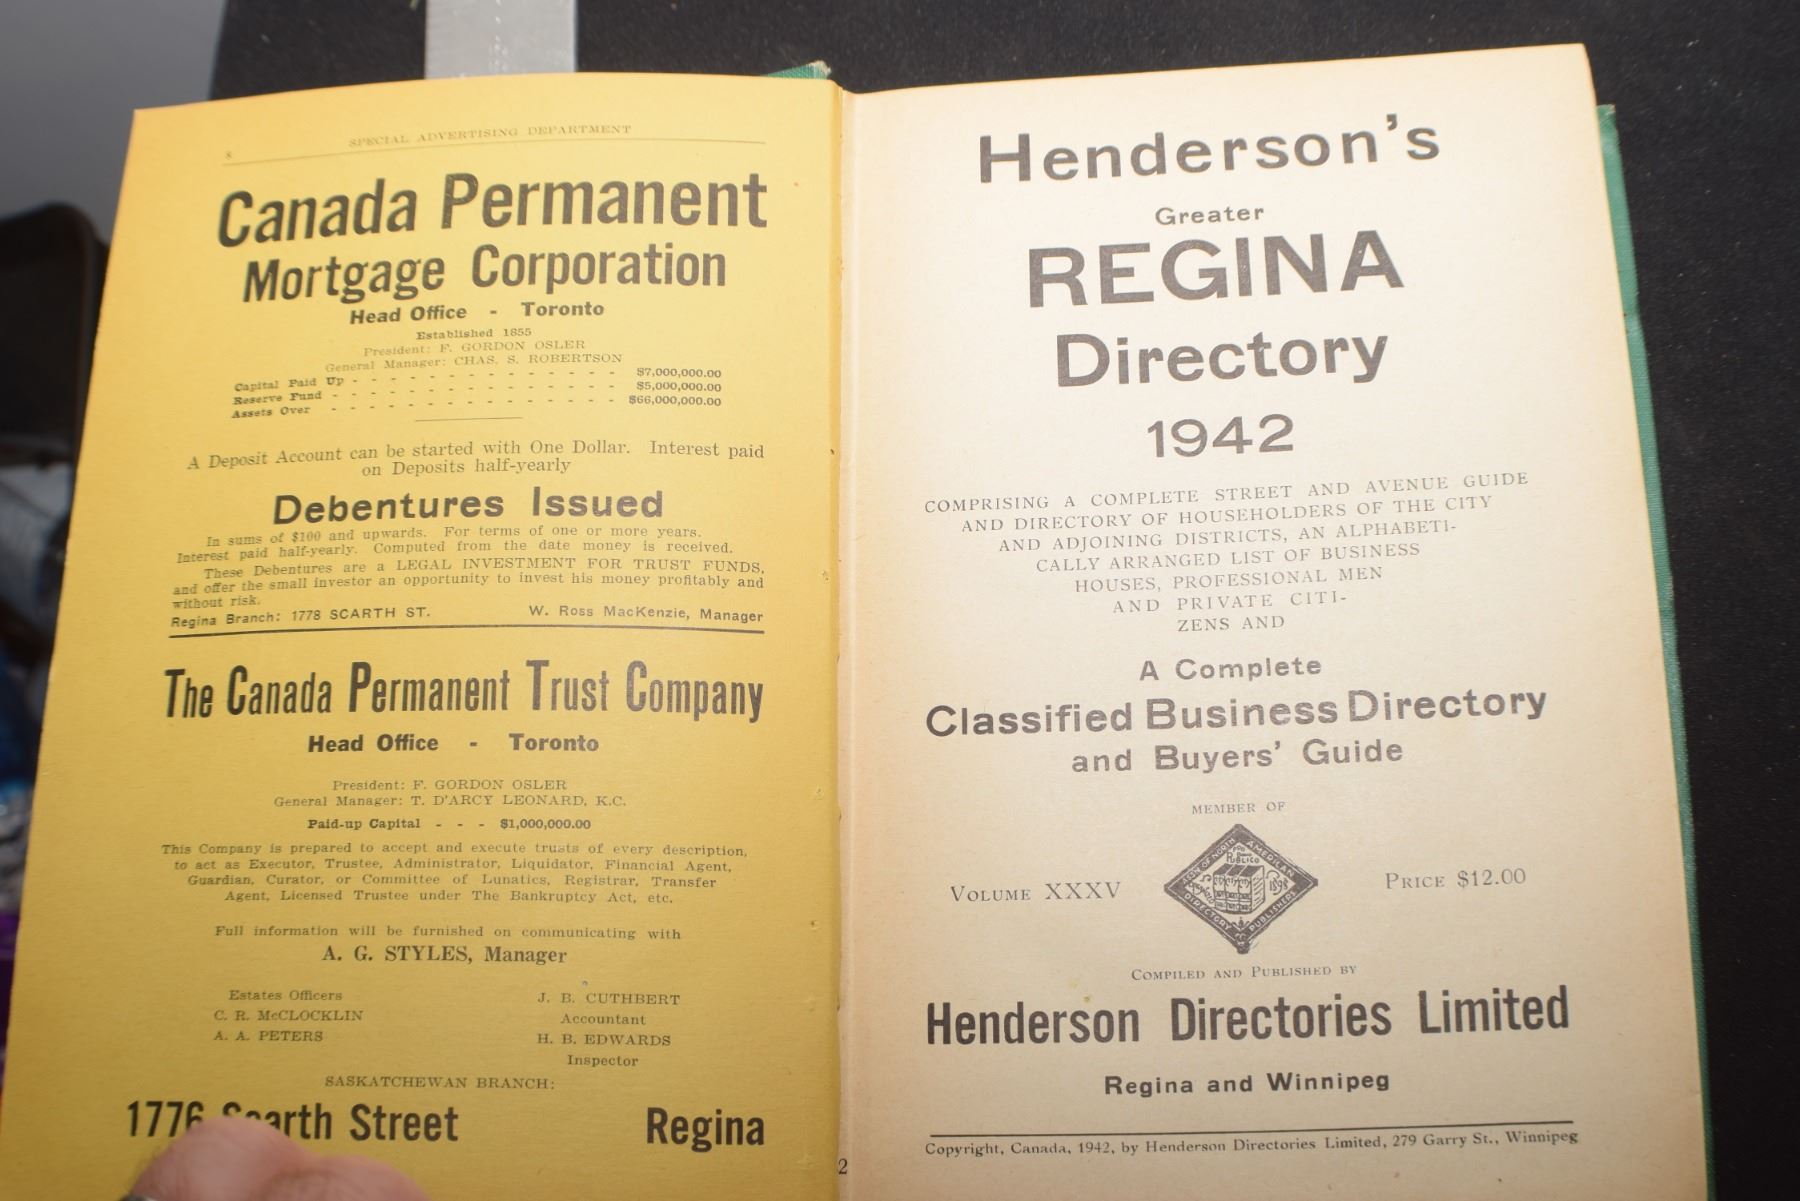 8
SPECIAL ADVERTISING DEPARTMENT
Canada Permanent
Mortgage Corporation
Head Office - Toronto
Established 1855
President: F. GORDON OSLER
General Manager: CHAS. S. ROBERTSON
Capital Paid Up - - - - - - - - - - - - - - $7,000,000.00
Reserve Fund - - - - - - - - - - - - - - - $5,000,000.00
Assets Over - - - - - - - - - - - - - - - $66,000,000.00
A Deposit Account can be started with One Dollar. Interest paid
on Deposits half-yearly
Debentures Issued
In sums of $100 and upwards. For terms of one or more years.
Interest paid half-yearly. Computed from the date money is received.
These Debentures are a LEGAL INVESTMENT FOR TRUST FUNDS,
and offer the small investor an opportunity to invest his money profitably and
without risk.
Regina Branch: 1778 SCARTH ST. W. Ross MacKenzie, Manager
The Canada Permanent Trust Company
Head Office - Toronto
President: F. GORDON OSLER
General Manager: T. D'ARCY LEONARD, K.C.
Paid-up Capital - - - $1,000,000.00
This Company is prepared to accept and execute trusts of every description,
to act as Executor, Trustee, Administrator, Liquidator, Financial Agent,
Guardian, Curator, or Committee of Lunatics, Registrar, Transfer
Agent, Licensed Trustee under The Bankruptcy Act, etc.
Full information will be furnished on communicating with
A. G. STYLES, Manager
Estates Officers
C. R. McCLOCKLIN
A. A. PETERS
J. B. CUTHBERT
Accountant
H. B. EDWARDS
Inspector
SASKATCHEWAN BRANCH:
1776 Scarth Street Regina
Henderson's
Greater
REGINA
Directory
1942
COMPRISING A COMPLETE STREET AND AVENUE GUIDE
AND DIRECTORY OF HOUSEHOLDERS OF THE CITY
AND ADJOINING DISTRICTS, AN ALPHABETI-
CALLY ARRANGED LIST OF BUSINESS
HOUSES, PROFESSIONAL MEN
AND PRIVATE CITI-
ZENS AND
A Complete
Classified Business Directory
and Buyers' Guide
MEMBER OF
VOLUME XXXV
ASSN OF NORTH AMERICAN
DIRECTORY PUBLISHERS
PRO BONO PUBLICO
1898
PRICE $12.00
COMPILED AND PUBLISHED BY
Henderson Directories Limited
Regina and Winnipeg
Copyright, Canada, 1942, by Henderson Directories Limited, 279 Garry St., Winnipeg
2